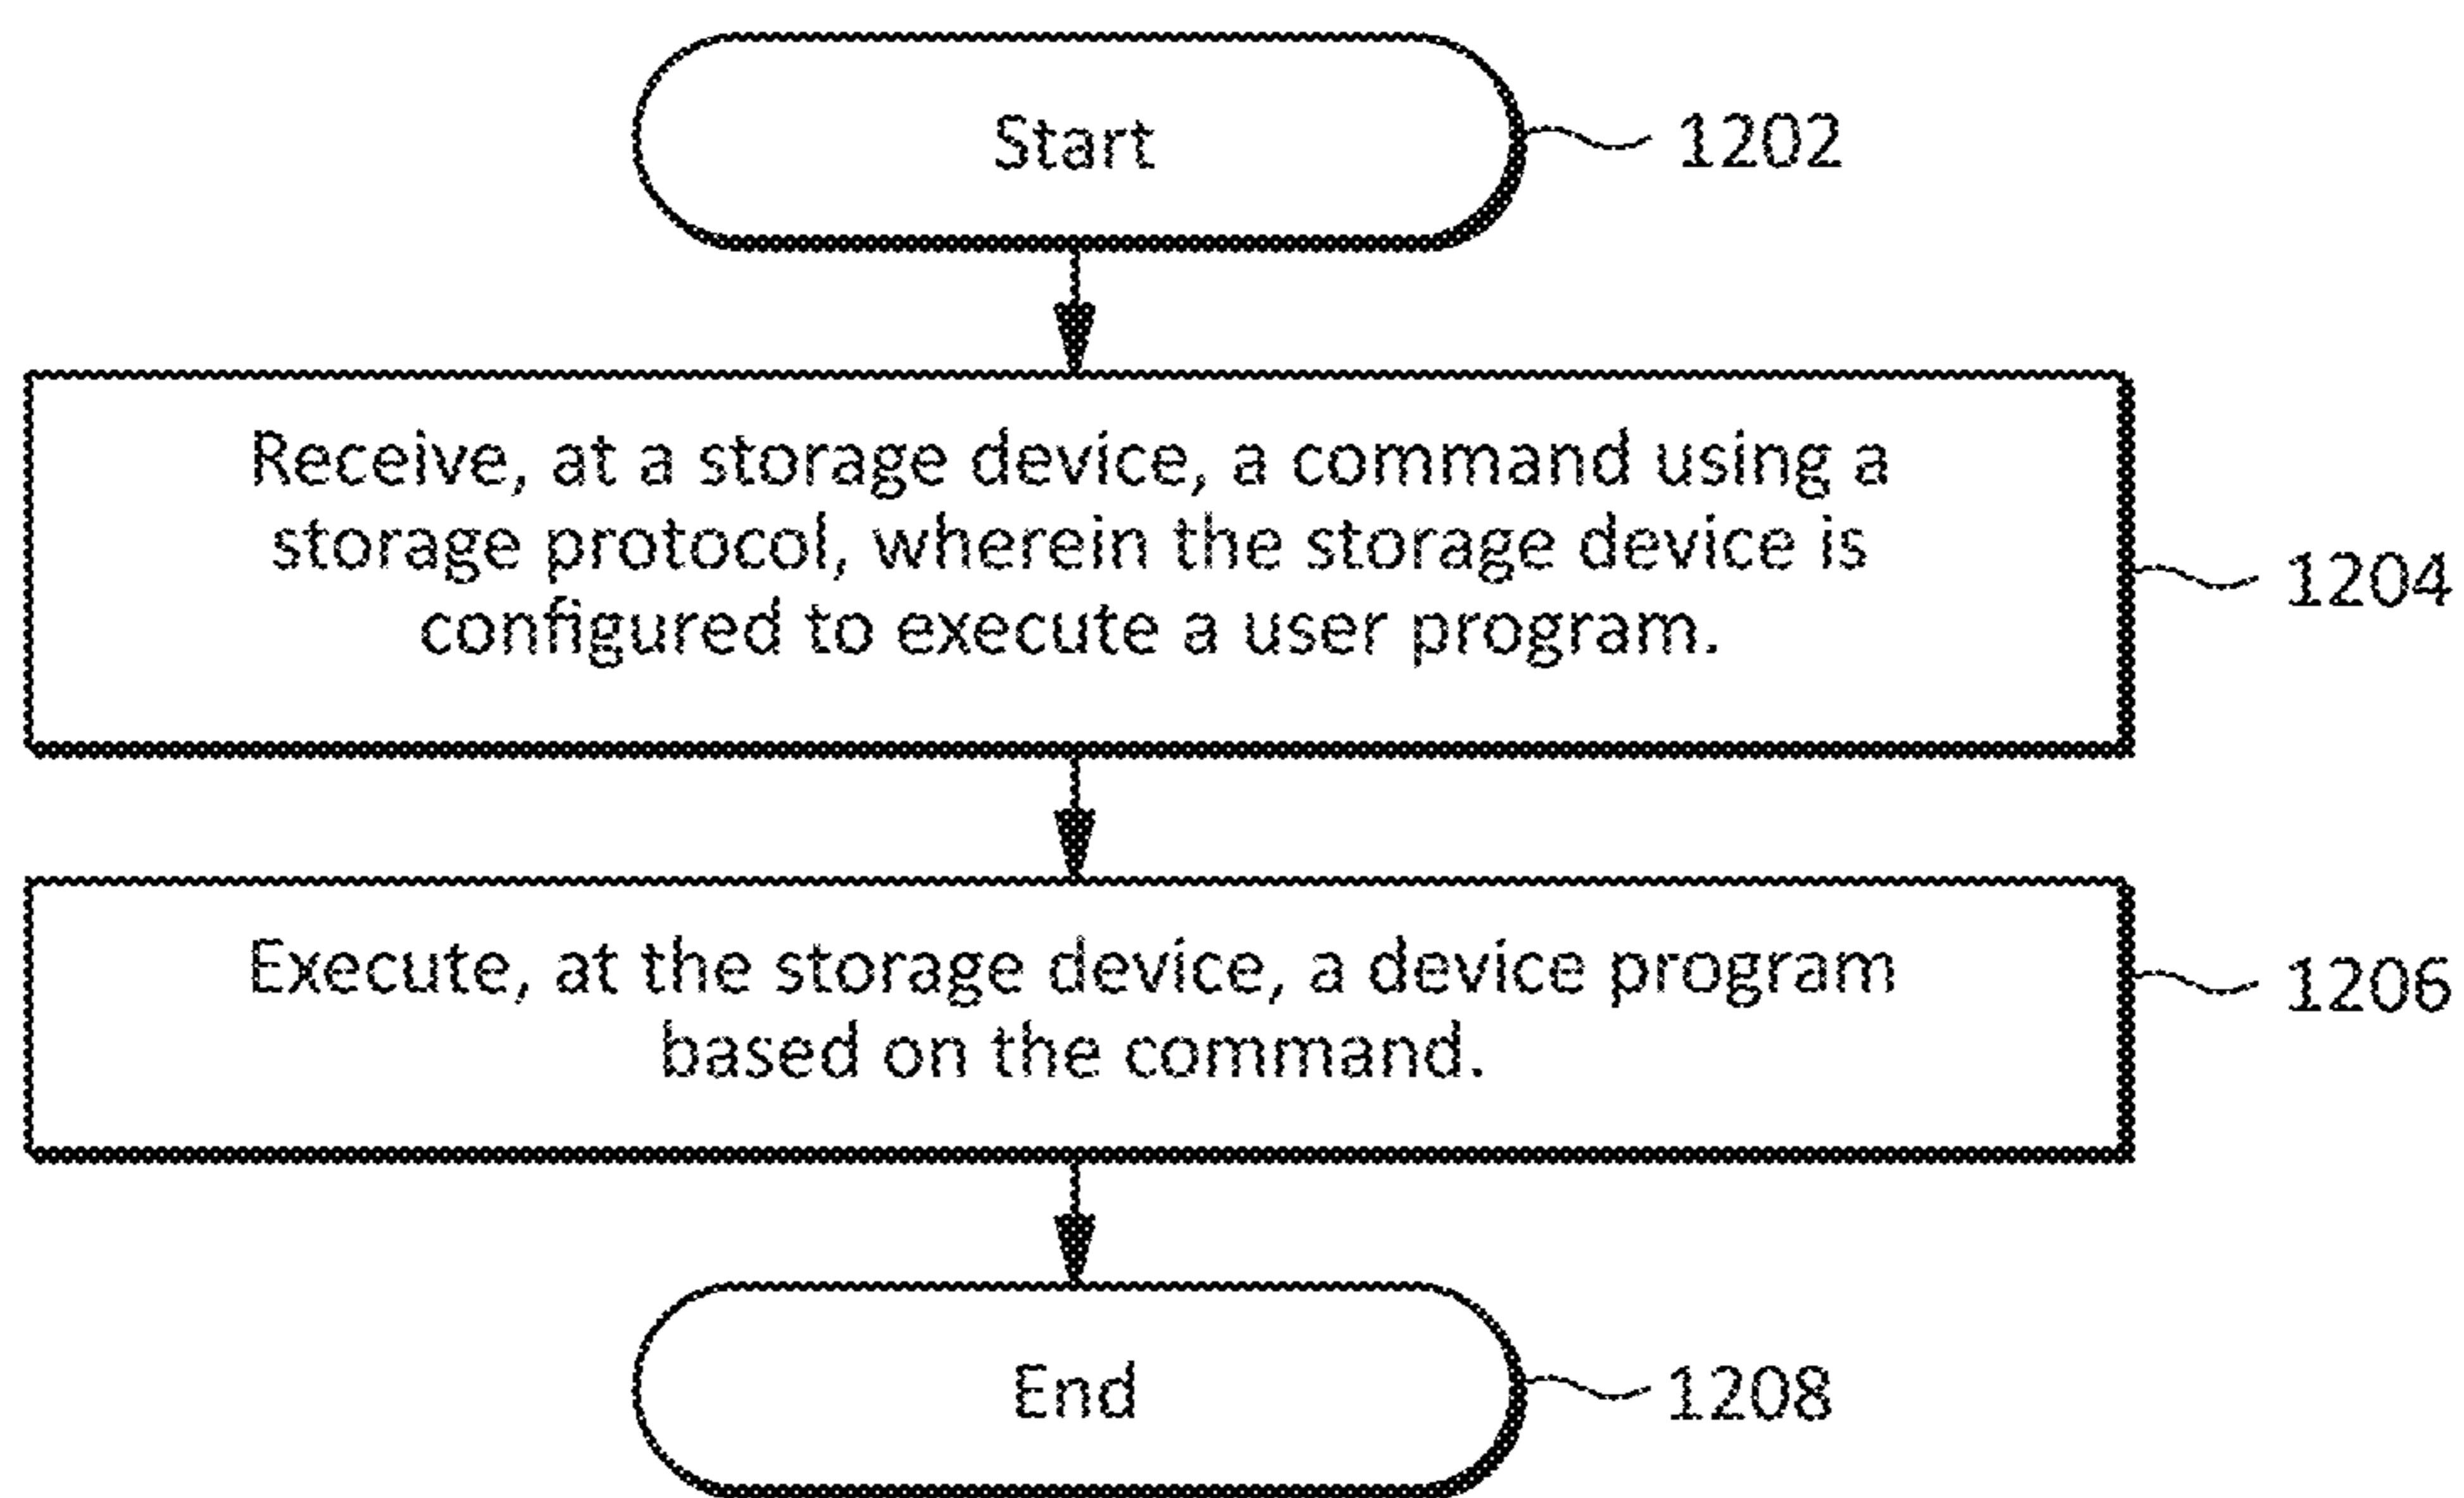 Start
1202
Receive, at a storage device, a command using a
storage protocol, wherein the storage device is
configured to execute a user program.
1204
Execute, at the storage device, a device program
based on the command.
1206
End
1208